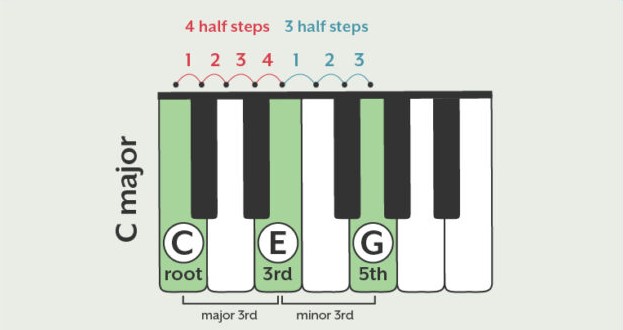 4 half steps 3 half steps
1 2 3 4 1 2 3
C major
C E G
root 3rd 5th
major 3rd minor 3rd